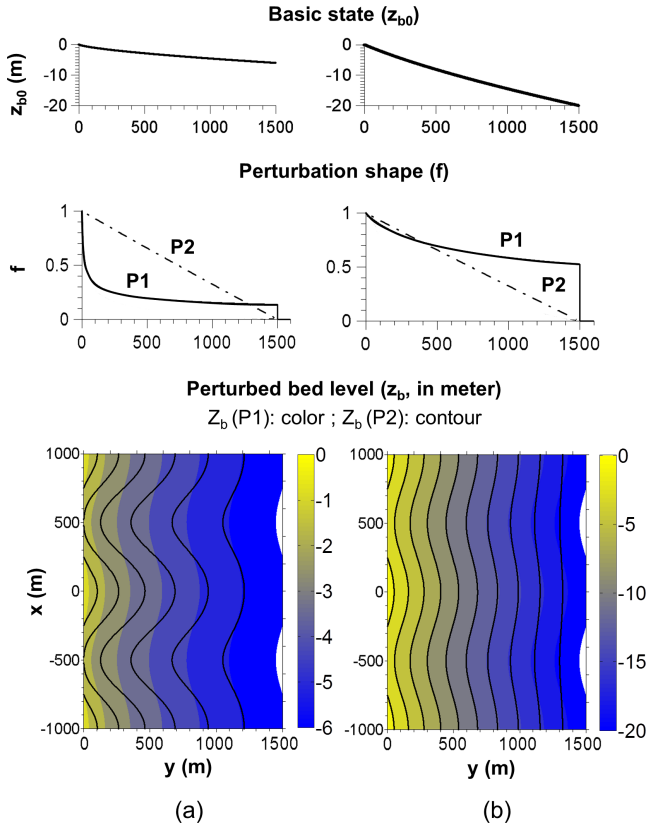 Basic state (z_b0)
z_b0 (m)
0
-10
-20
0 500 1000 1500
0
-10
-20
0 500 1000 1500
Perturbation shape (f)
f
1
0.5
0
P2
P1
0 500 1000 1500
1
0.5
0
P1
P2
0 500 1000 1500
Perturbed bed level (z_b, in meter)
Z_b (P1): color ; Z_b (P2): contour
x (m)
1000
500
0
-500
-1000
0 500 1000 1500
y (m)
0
-1
-2
-3
-4
-5
-6
(a)
1000
500
0
-500
-1000
0 500 1000 1500
y (m)
0
-5
-10
-15
-20
(b)